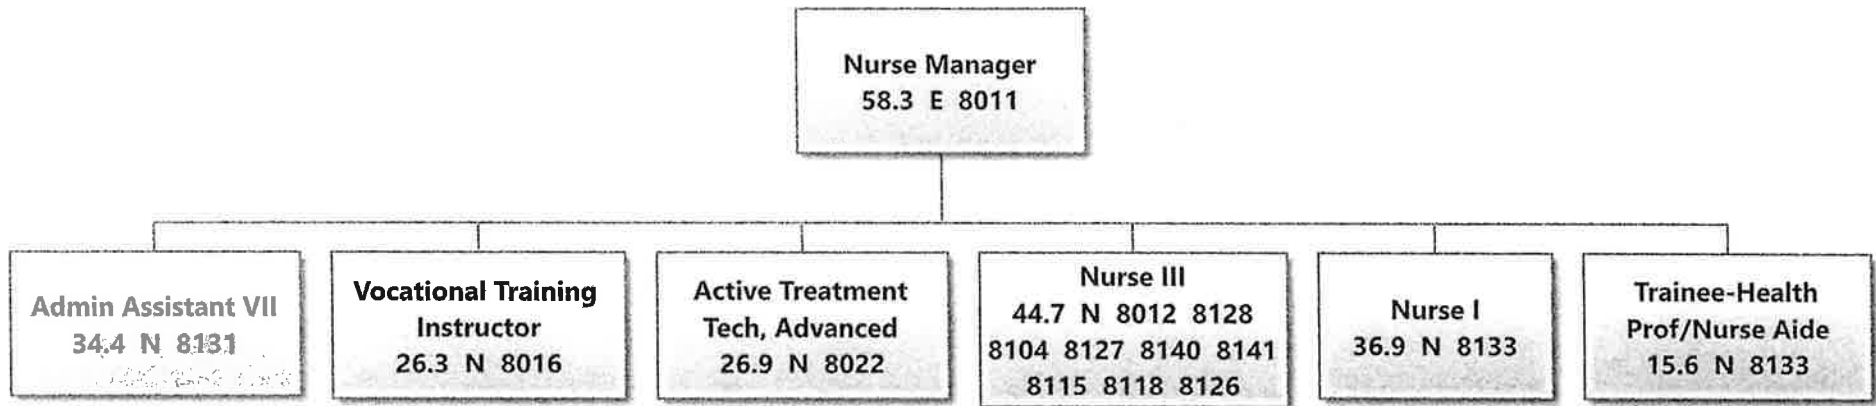 Nurse Manager
58.3 E 8011
Admin Assistant VII
34.4 N 8131
Vocational Training
Instructor
26.3 N 8016
Active Treatment
Tech, Advanced
26.9 N 8022
Nurse III
44.7 N 8012 8128
8104 8127 8140 8141
8115 8118 8126
Nurse I
36.9 N 8133
Trainee-Health
Prof/Nurse Aide
15.6 N 8133